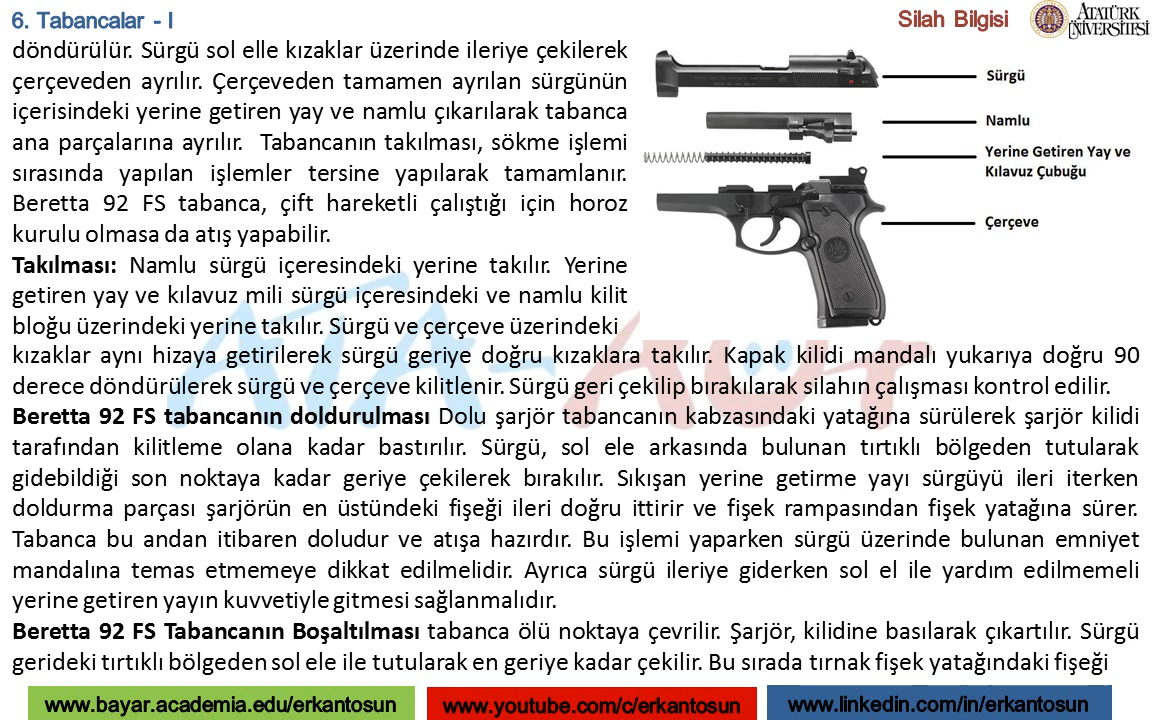 6. Tabancalar - I
Silah Bilgisi
ATATÜRK
ÜNİVERSİTESİ
döndürülür. Sürgü sol elle kızaklar üzerinde ileriye çekilerek
çerçeveden ayrılır. Çerçeveden tamamen ayrılan sürgünün
içerisindeki yerine getiren yay ve namlu çıkarılarak tabanca
ana parçalarına ayrılır. Tabancanın takılması, sökme işlemi
sırasında yapılan işlemler tersine yapılarak tamamlanır.
Beretta 92 FS tabanca, çift hareketli çalıştığı için horoz
kurulu olmasa da atış yapabilir.
Takılması: Namlu sürgü içeresindeki yerine takılır. Yerine
getiren yay ve kılavuz mili sürgü içeresindeki ve namlu kilit
bloğu üzerindeki yerine takılır. Sürgü ve çerçeve üzerindeki
Sürgü
Namlu
Yerine Getiren Yay ve
Kılavuz Çubuğu
Çerçeve
kızaklar aynı hizaya getirilerek sürgü geriye doğru kızaklara takılır. Kapak kilidi mandalı yukarıya doğru 90
derece döndürülerek sürgü ve çerçeve kilitlenir. Sürgü geri çekilip bırakılarak silahın çalışması kontrol edilir.
Beretta 92 FS tabancanın doldurulması Dolu şarjör tabancanın kabzasındaki yatağına sürülerek şarjör kilidi
tarafından kilitleme olana kadar bastırılır. Sürgü, sol ele arkasında bulunan tırtıklı bölgeden tutularak
gidebildiği son noktaya kadar geriye çekilerek bırakılır. Sıkışan yerine getirme yayı sürgüyü ileri iterken
doldurma parçası şarjörün en üstündeki fişeği ileri doğru ittirir ve fişek rampasından fişek yatağına sürer.
Tabanca bu andan itibaren doludur ve atışa hazırdır. Bu işlemi yaparken sürgü üzerinde bulunan emniyet
mandalına temas etmemeye dikkat edilmelidir. Ayrıca sürgü ileriye giderken sol el ile yardım edilmemeli
yerine getiren yayın kuvvetiyle gitmesi sağlanmalıdır.
Beretta 92 FS Tabancanın Boşaltılması tabanca ölü noktaya çevrilir. Şarjör, kilidine basılarak çıkartılır. Sürgü
gerideki tırtıklı bölgeden sol ele ile tutularak en geriye kadar çekilir. Bu sırada tırnak fişek yatağındaki fişeği
ATA-AÖF
www.bayar.academia.edu/erkantosun
www.youtube.com/c/erkantosun
www.linkedin.com/in/erkantosun